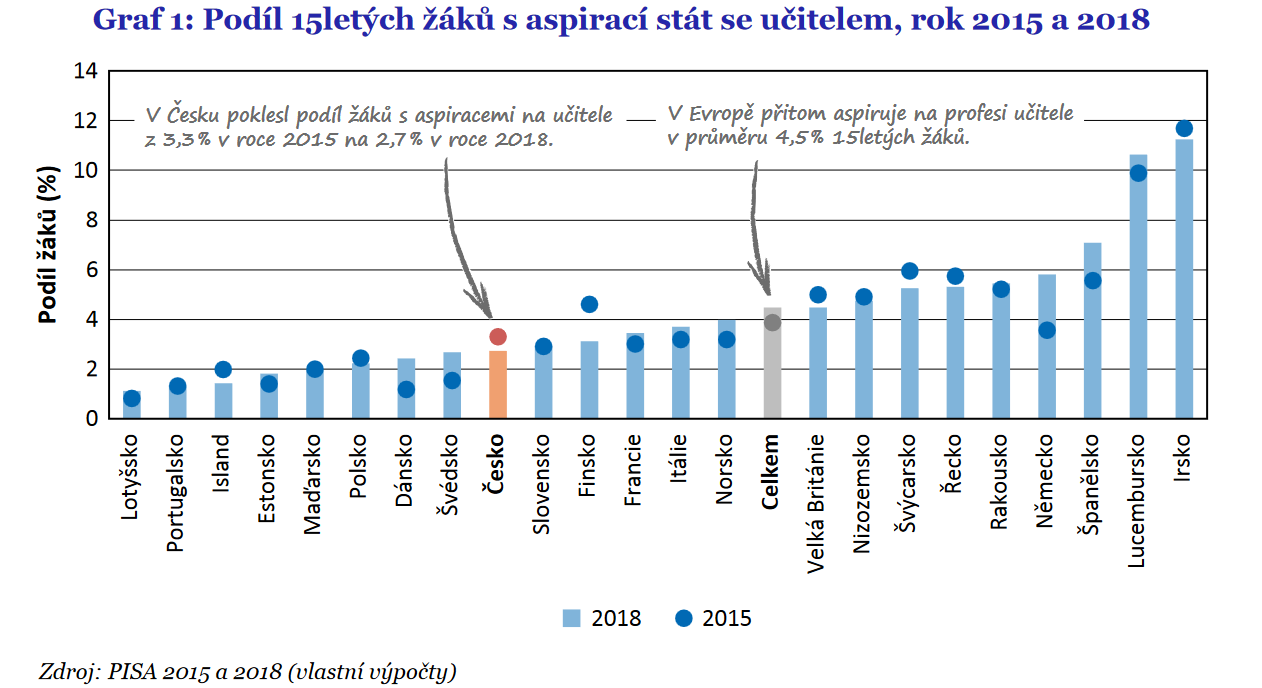 Graf 1: Podíl 15letých žáků s aspirací stát se učitelem, rok 2015 a 2018
14
12
10
8
6
4
2
0
Podíl žáků (%)
V Česku poklesl podíl žáků s aspiracemi na učitele
z 3,3% v roce 2015 na 2,7% v roce 2018.
V Evropě přitom aspiruje na profesi učitele
v průměru 4,5% 15letých žáků.
Lotyšsko
Portugalsko
Island
Estonsko
Maďarsko
Polsko
Dánsko
Švédsko
Česko
Slovensko
Finsko
Francie
Itálie
Norsko
Celkem
Velká Británie
Nizozemsko
Švýcarsko
Řecko
Rakousko
Německo
Španělsko
Lucembursko
Irsko
2018
2015
Zdroj: PISA 2015 a 2018 (vlastní výpočty)